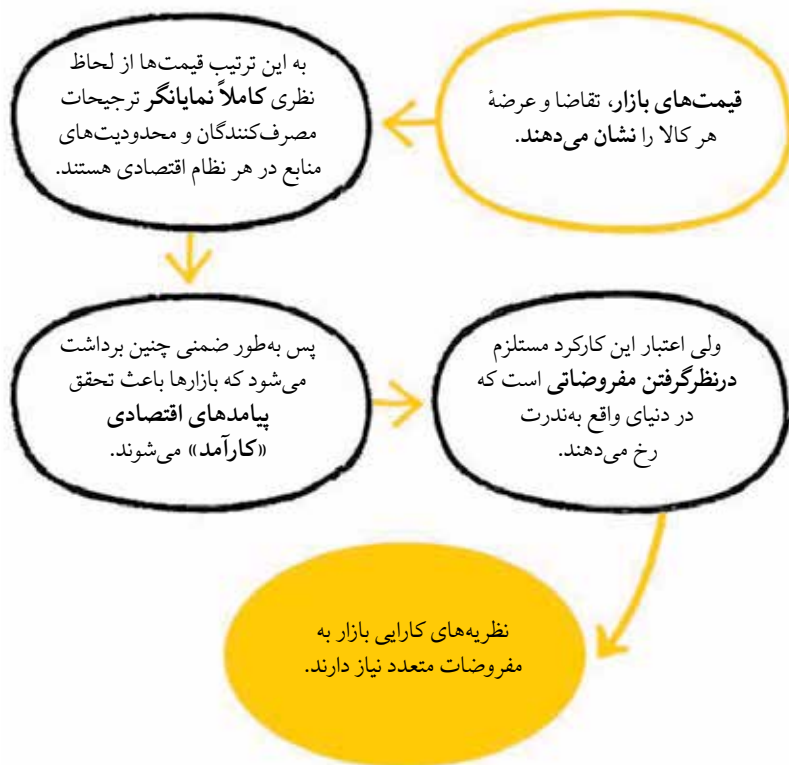 قیمت‌های بازار، تقاضا و عرضهٔ
هر کالا را نشان می‌دهند.
به این ترتیب قیمت‌ها از لحاظ
نظری کاملاً نمایانگر ترجیحات
مصرف‌کنندگان و محدودیت‌های
منابع در هر نظام اقتصادی هستند.
پس به‌طور ضمنی چنین برداشت
می‌شود که بازارها باعث تحقق
پیامدهای اقتصادی
«کارآمد» می‌شوند.
ولی اعتبار این کارکرد مستلزم
درنظرگرفتن مفروضاتی است که
در دنیای واقع به‌ندرت
رخ می‌دهند.
نظریه‌های کارایی بازار به
مفروضات متعدد نیاز دارند.